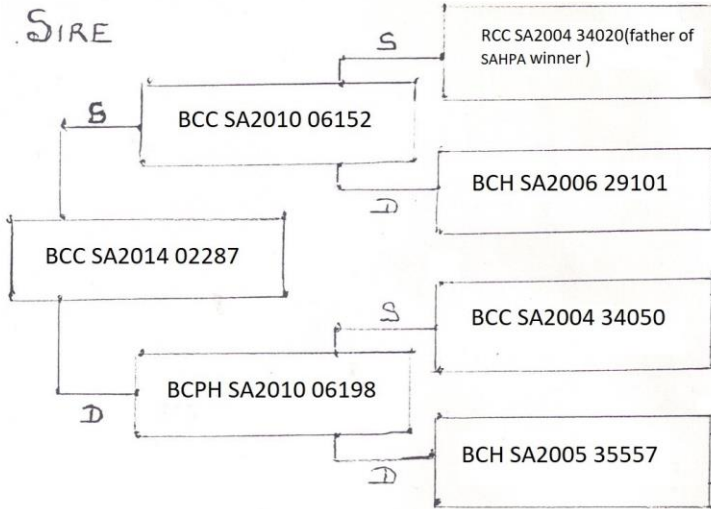 SIRE
S
RCC SA2004 34020(father of
SAHPA winner )
S
BCC SA2010 06152
D
BCH SA2006 29101
BCC SA2014 02287
S
BCC SA2004 34050
BCPH SA2010 06198
D
D
BCH SA2005 35557